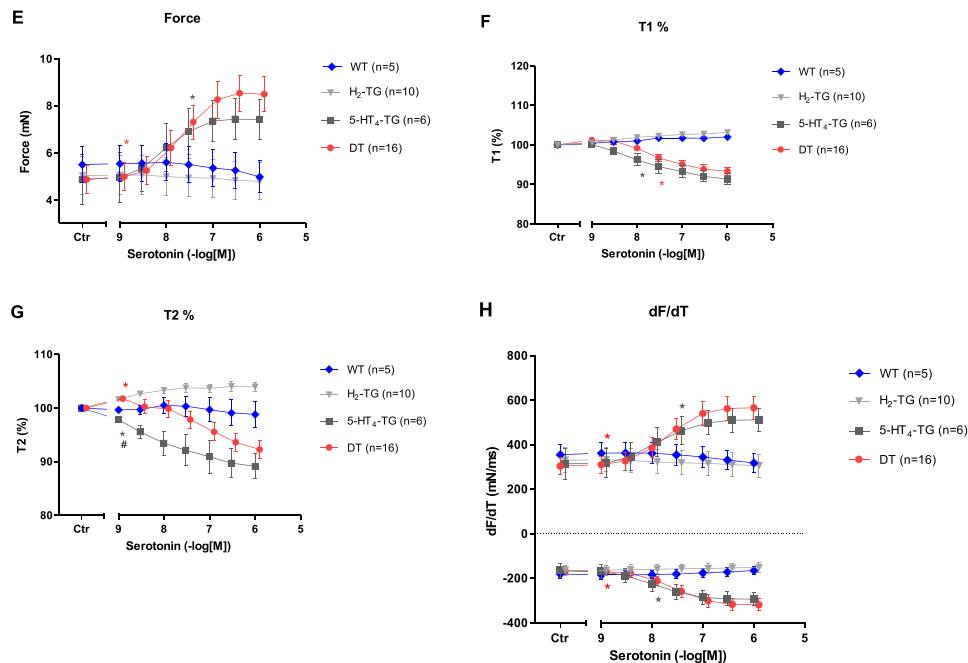 E
Force
10
8
6
4
Force (mN)
Ctr
9
8
7
6
5
Serotonin (-log[M])
*
*
WT (n=5)
H₂-TG (n=10)
5-HT₄-TG (n=6)
DT (n=16)
F
T1 %
120
110
100
90
80
T1 (%)
Ctr
9
8
7
6
5
Serotonin (-log[M])
*
*
WT (n=5)
H₂-TG (n=10)
5-HT₄-TG (n=6)
DT (n=16)
G
T2 %
110
100
90
80
T2 (%)
Ctr
9
8
7
6
5
Serotonin (-log[M])
*
*
#
WT (n=5)
H₂-TG (n=10)
5-HT₄-TG (n=6)
DT (n=16)
H
dF/dT
800
600
400
200
0
-200
-400
dF/dT (mN/ms)
Ctr
9
8
7
6
5
Serotonin (-log[M])
*
*
*
*
WT (n=5)
H₂-TG (n=10)
5-HT₄-TG (n=6)
DT (n=16)